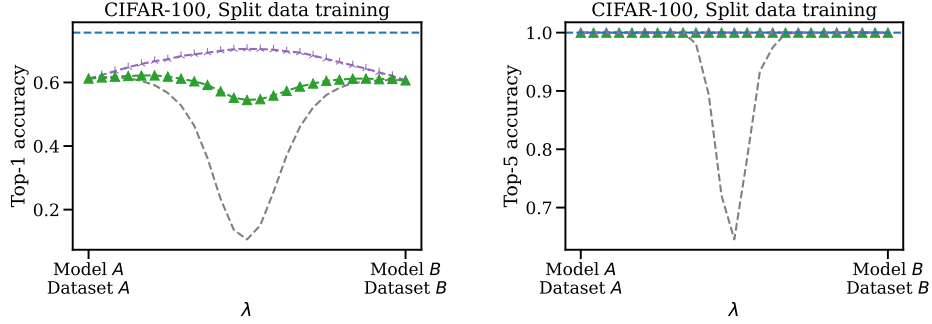 CIFAR-100, Split data training
Top-1 accuracy
0.6
0.4
0.2
Model A
Dataset A
Model B
Dataset B
λ
CIFAR-100, Split data training
Top-5 accuracy
1.0
0.9
0.8
0.7
Model A
Dataset A
Model B
Dataset B
λ